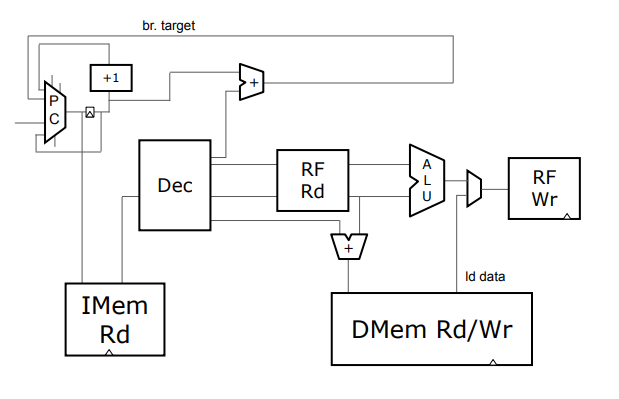 br. target
+1
+
P
C
Dec
RF
Rd
A
L
U
RF
Wr
+
ld data
IMem
Rd
DMem Rd/Wr